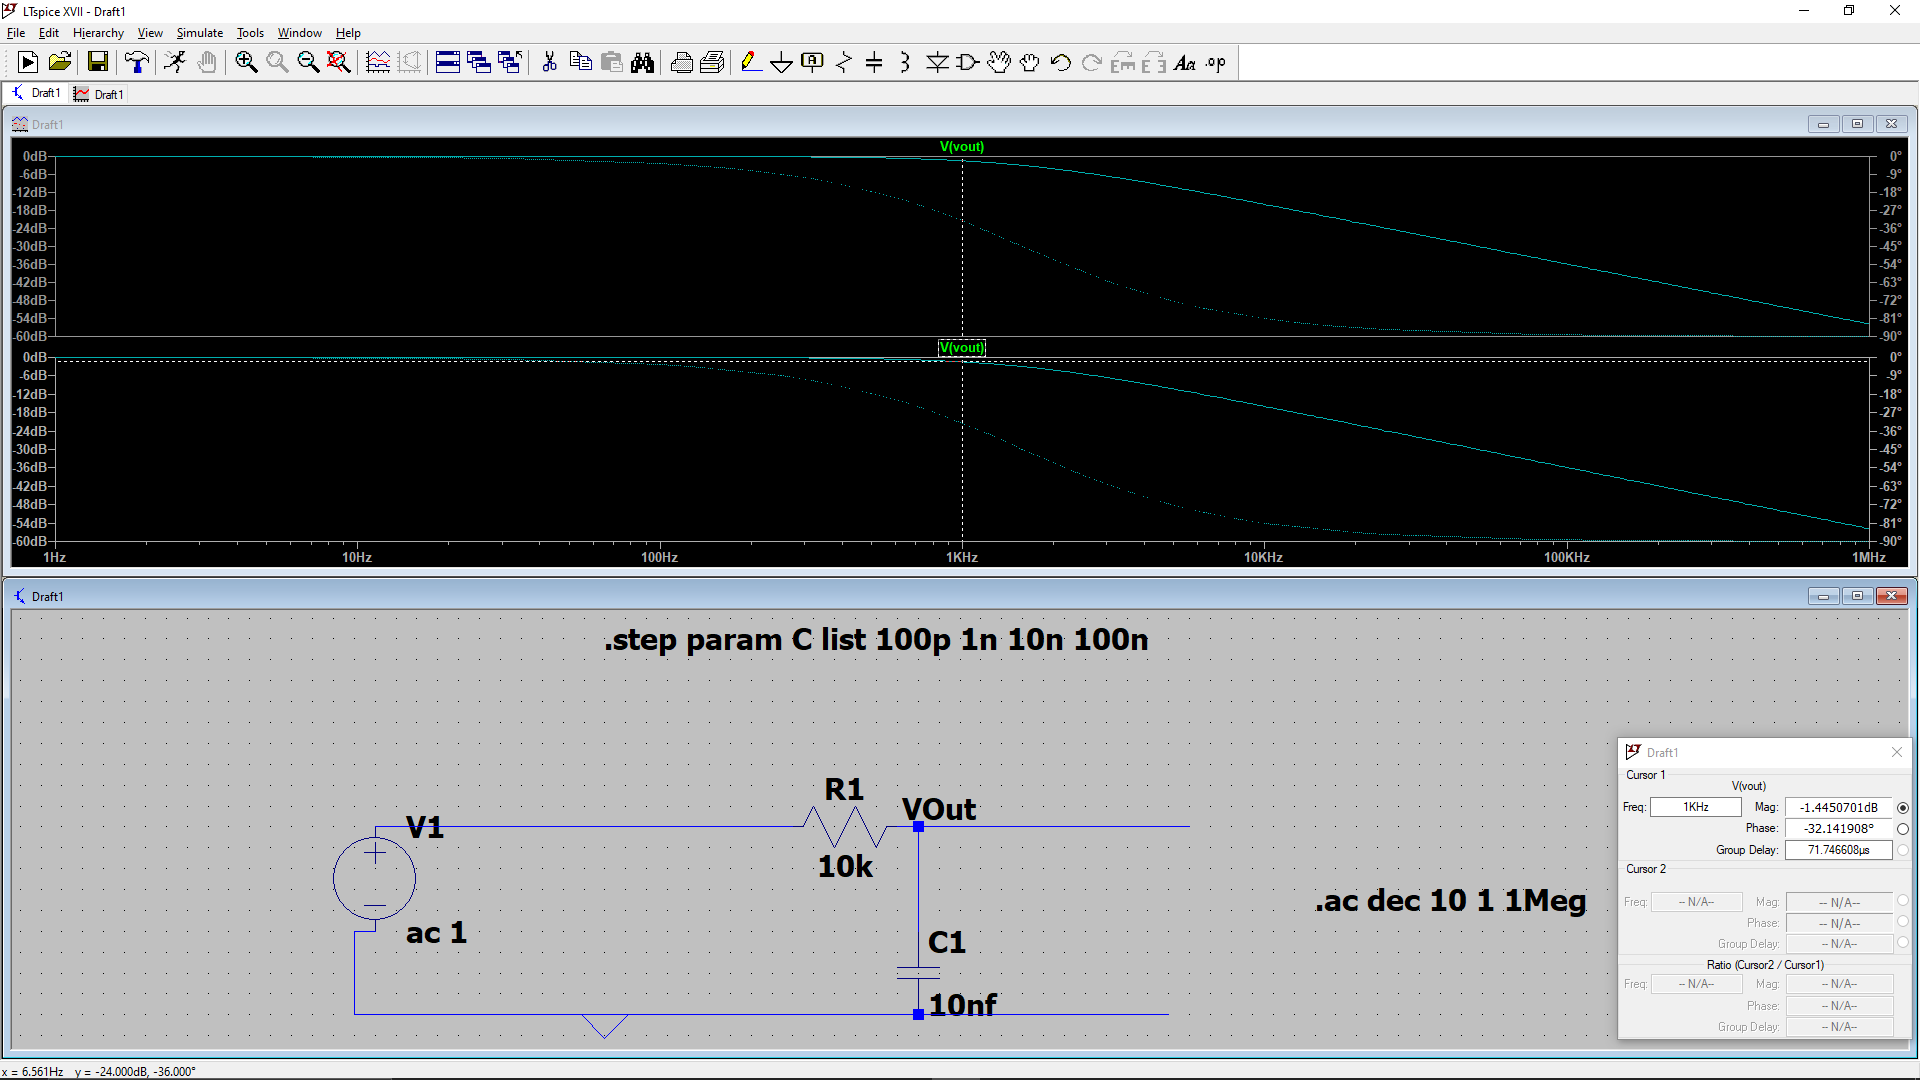 LTspice XVII - Draft1
File Edit Hierarchy View Simulate Tools Window Help
.op
Draft1 Draft1
Draft1
V(vout)
0dB 0°
-6dB -9°
-12dB -18°
-18dB -27°
-24dB -36°
-30dB -45°
-36dB -54°
-42dB -63°
-48dB -72°
-54dB -81°
-60dB -90°
V(vout)
0dB 0°
-6dB -9°
-12dB -18°
-18dB -27°
-24dB -36°
-30dB -45°
-36dB -54°
-42dB -63°
-48dB -72°
-54dB -81°
-60dB -90°
1Hz 10Hz 100Hz 1KHz 10KHz 100KHz 1MHz
Draft1
.step param C list 100p 1n 10n 100n
R1
VOut
V1
10k
ac 1
C1
10nf
.ac dec 10 1 1Meg
Draft1
Cursor 1
V(vout)
Freq: 1KHz Mag: -1.4450701dB
Phase: -32.141908°
Group Delay: 71.746608µs
Cursor 2
Freq: -- N/A-- Mag: -- N/A--
Phase: -- N/A--
Group Delay: -- N/A--
Ratio (Cursor2 / Cursor1)
Freq: -- N/A-- Mag: -- N/A--
Phase: -- N/A--
Group Delay: -- N/A--
x = 6.561Hz y = -24.000dB, -36.000°